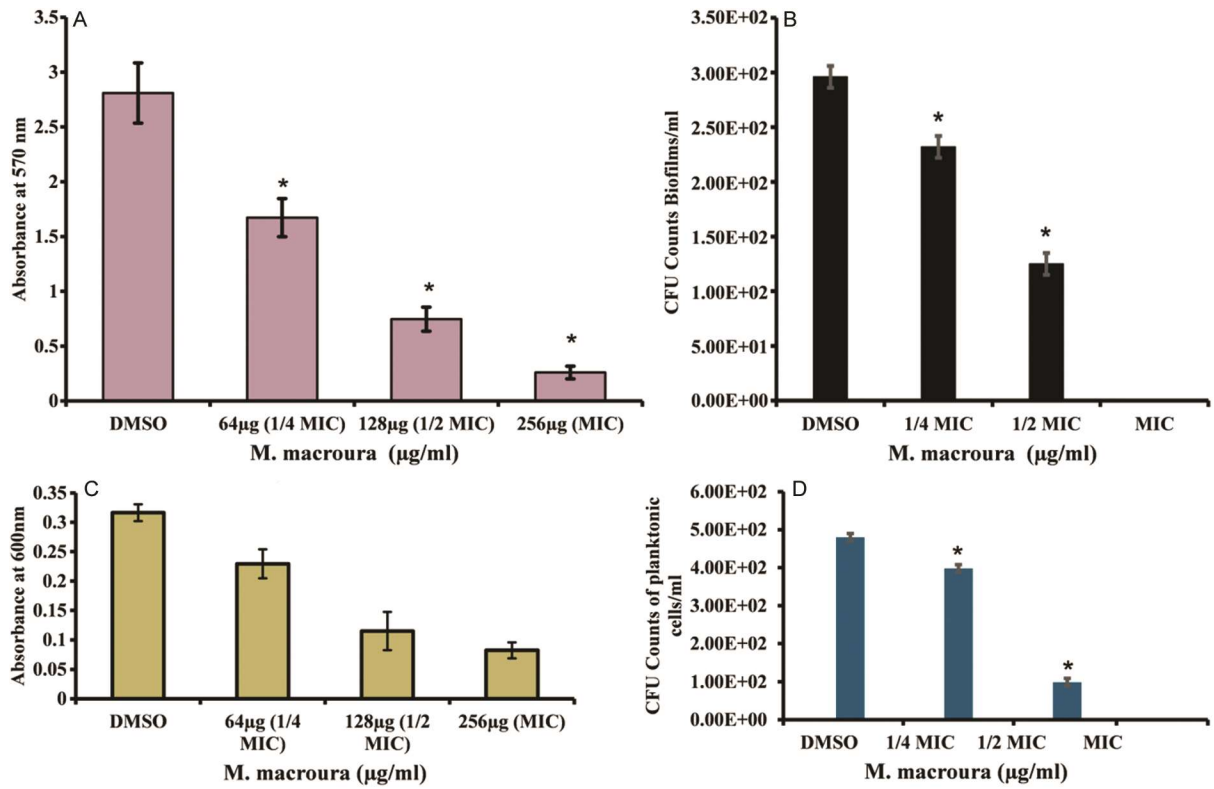 A
3.5
3
2.5
2
1.5
1
0.5
0
Absorbance at 570 nm
*
*
*
DMSO 64µg (1/4 MIC) 128µg (1/2 MIC) 256µg (MIC)
M. macroura (µg/ml)
B
3.50E+02
3.00E+02
2.50E+02
2.00E+02
1.50E+02
1.00E+02
5.00E+01
0.00E+00
CFU Counts Biofilms/ml
*
*
DMSO 1/4 MIC 1/2 MIC MIC
M. macroura (µg/ml)
C
0.35
0.3
0.25
0.2
0.15
0.1
0.05
0
Absorbance at 600nm
DMSO 64µg (1/4 128µg (1/2 256µg (MIC)
MIC) MIC)
M. macroura (µg/ml)
D
6.00E+02
5.00E+02
4.00E+02
3.00E+02
2.00E+02
1.00E+02
0.00E+00
CFU Counts of planktonic
cells/ml
*
*
DMSO 1/4 MIC 1/2 MIC MIC
M. macroura (µg/ml)